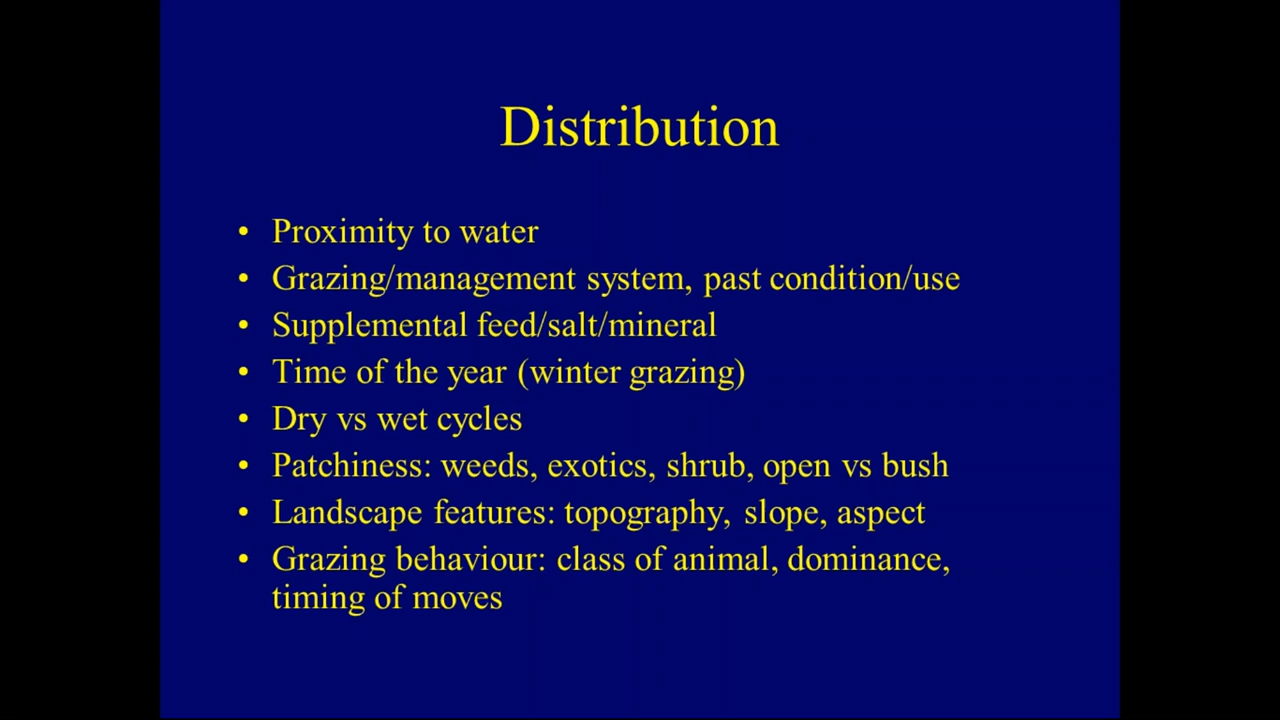 Distribution
• Proximity to water
• Grazing/management system, past condition/use
• Supplemental feed/salt/mineral
• Time of the year (winter grazing)
• Dry vs wet cycles
• Patchiness: weeds, exotics, shrub, open vs bush
• Landscape features: topography, slope, aspect
• Grazing behaviour: class of animal, dominance,
timing of moves